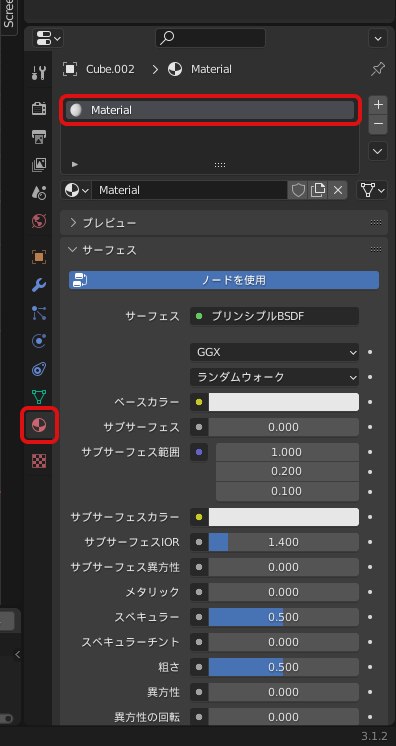 Scree
Cube.002 > Material
Material
Material
プレビュー
サーフェス
ノードを使用
サーフェス プリンシプルBSDF
GGX
ランダムウォーク
ベースカラー
サブサーフェス 0.000
サブサーフェス範囲 1.000
0.200
0.100
サブサーフェスカラー
サブサーフェスIOR 1.400
サブサーフェス異方性 0.000
メタリック 0.000
スペキュラー 0.500
スペキュラーチント 0.000
粗さ 0.500
異方性 0.000
異方性の回転 0.000
3.1.2